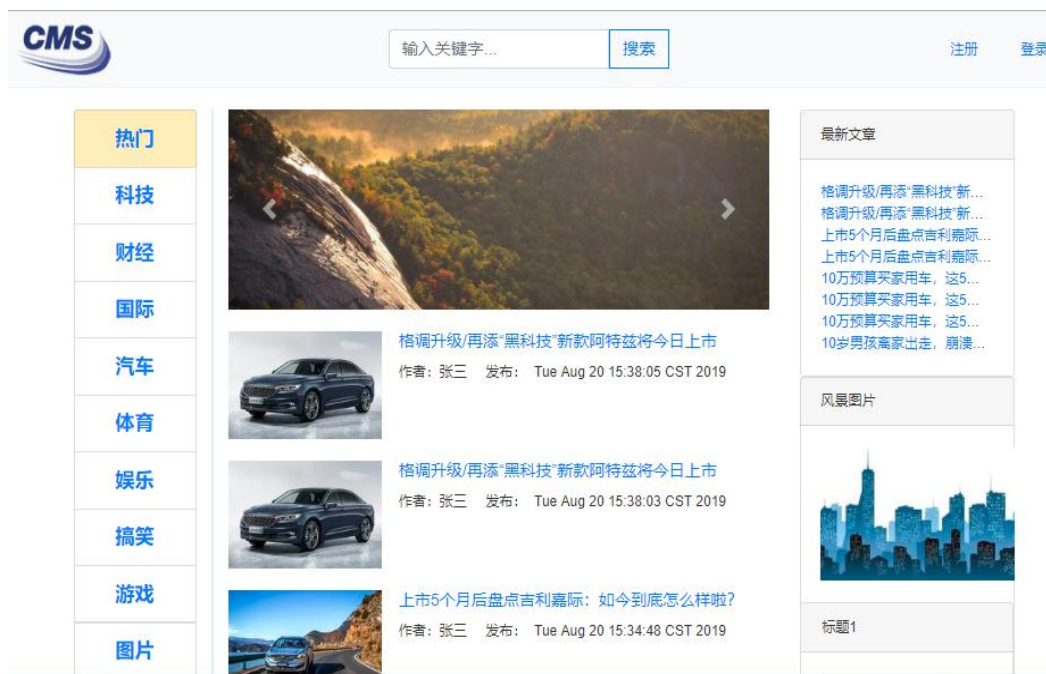 CMS
输入关键字...
搜索
注册
登录
热门
科技
财经
国际
汽车
体育
娱乐
搞笑
游戏
图片
格调升级/再添“黑科技”新款阿特兹将今日上市
作者：张三 发布： Tue Aug 20 15:38:05 CST 2019
格调升级/再添“黑科技”新款阿特兹将今日上市
作者：张三 发布： Tue Aug 20 15:38:03 CST 2019
上市5个月后盘点吉利嘉际：如今到底怎么样啦?
作者：张三 发布： Tue Aug 20 15:34:48 CST 2019
最新文章
格调升级/再添“黑科技”新...
格调升级/再添“黑科技”新...
上市5个月后盘点吉利嘉际...
上市5个月后盘点吉利嘉际...
10万预算买家用车，这5...
10万预算买家用车，这5...
10万预算买家用车，这5...
10岁男孩离家出走，崩溃...
风景图片
标题1